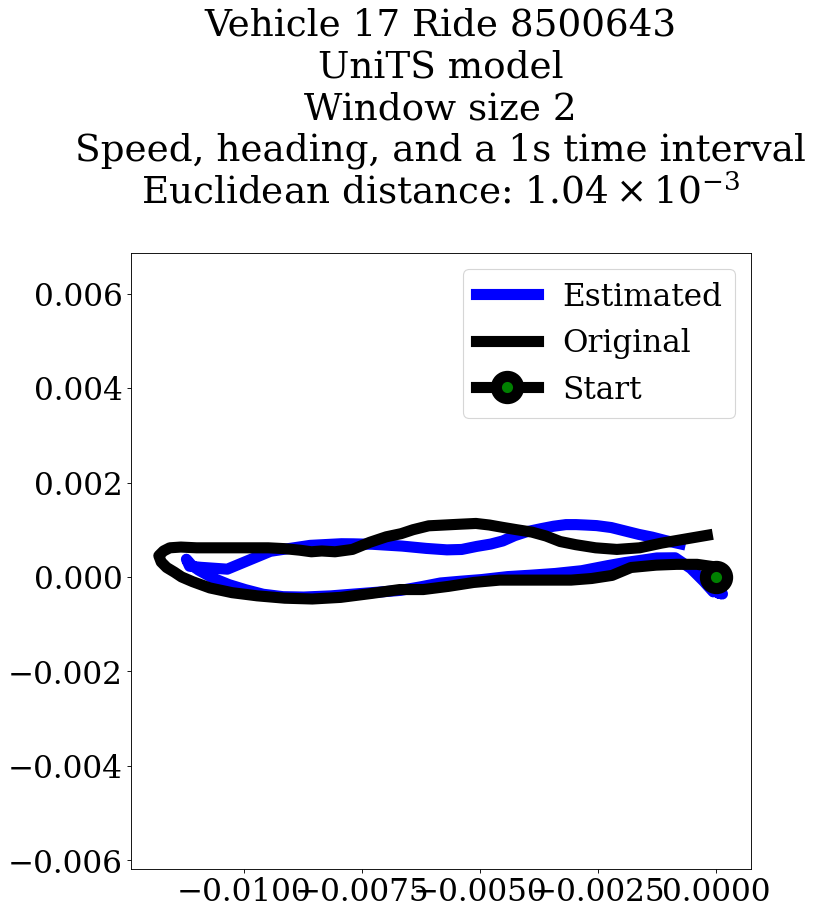 Vehicle 17 Ride 8500643
UniTS model
Window size 2
Speed, heading, and a 1s time interval
Euclidean distance: 1.04 × 10⁻³
Estimated
Original
Start
0.006
0.004
0.002
0.000
−0.002
−0.004
−0.006
−0.0100 −0.0075 −0.0050 −0.0025 0.0000